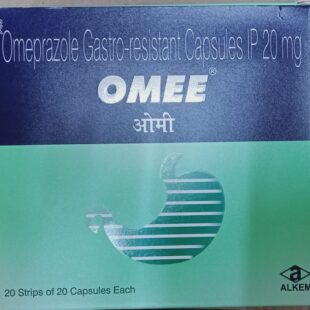 Omeprazole Gastro-resistant Capsules IP 20 mg
OMEE®
ओमी
20 Strips of 20 Capsules Each
a
ALKEM